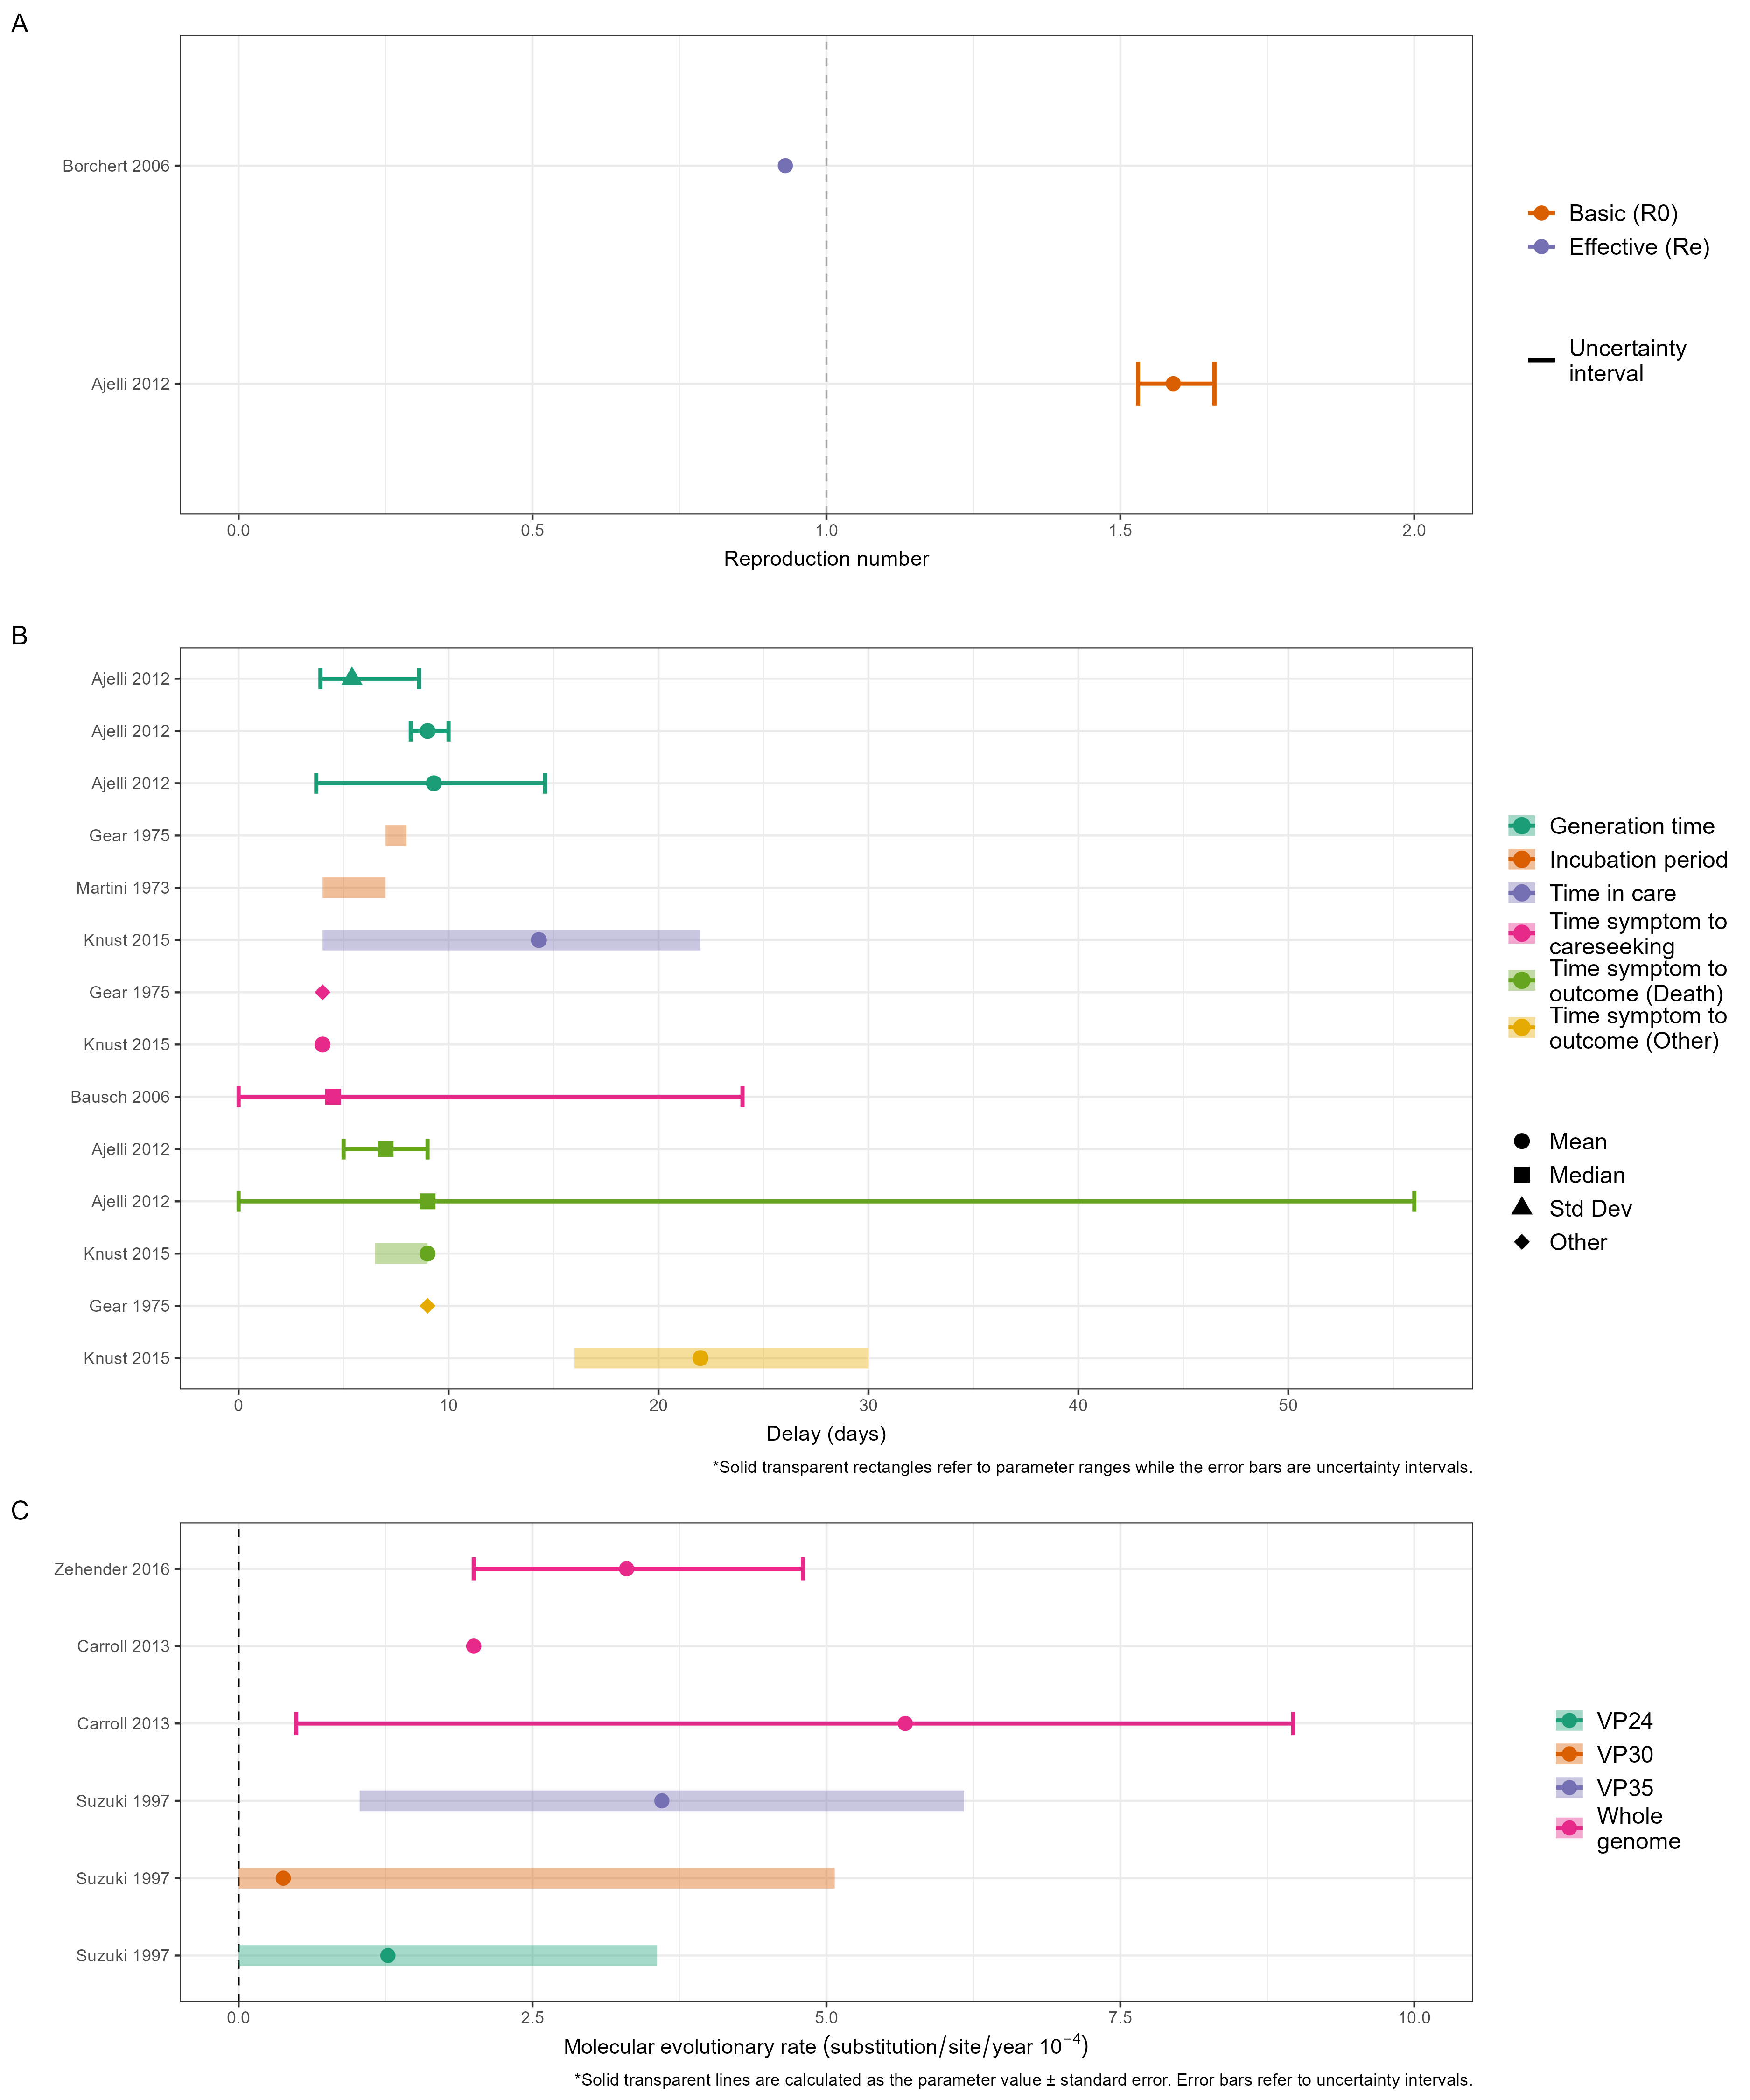 A
Borchert 2006
Ajelli 2012
0.0 0.5 1.0 1.5 2.0
Reproduction number
Basic (R0)
Effective (Re)
Uncertainty
interval
B
Ajelli 2012
Ajelli 2012
Ajelli 2012
Gear 1975
Martini 1973
Knust 2015
Gear 1975
Knust 2015
Bausch 2006
Ajelli 2012
Ajelli 2012
Knust 2015
Gear 1975
Knust 2015
0 10 20 30 40 50
Delay (days)
*Solid transparent rectangles refer to parameter ranges while the error bars are uncertainty intervals.
Generation time
Incubation period
Time in care
Time symptom to
careseeking
Time symptom to
outcome (Death)
Time symptom to
outcome (Other)
Mean
Median
Std Dev
Other
C
Zehender 2016
Carroll 2013
Carroll 2013
Suzuki 1997
Suzuki 1997
Suzuki 1997
0.0 2.5 5.0 7.5 10.0
Molecular evolutionary rate (substitution/site/year 10⁻⁴)
*Solid transparent lines are calculated as the parameter value ± standard error. Error bars refer to uncertainty intervals.
VP24
VP30
VP35
Whole
genome